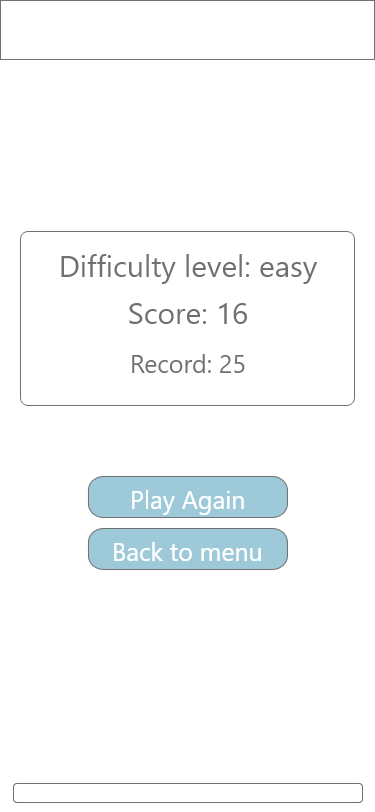 Difficulty level: easy
Score: 16
Record: 25
Play Again
Back to menu